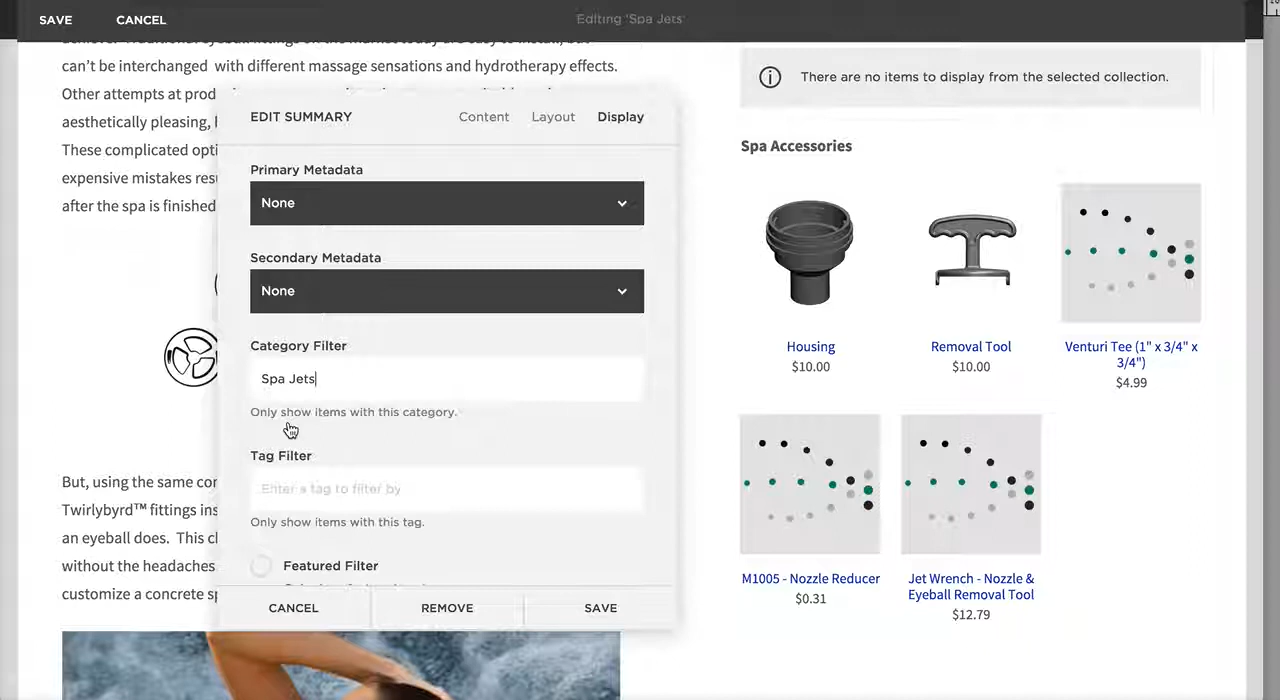 SAVE
CANCEL
Editing 'Spa Jets'
can't be interchanged with different massage sensations and hydrotherapy effects.
Other attempts at
aesthetically pleasing,
These complicated
expensive mistakes
after the spa is finished
EDIT SUMMARY
Content
Layout
Display
Primary Metadata
None
Secondary Metadata
None
Category Filter
Spa Jets
Only show items with this category.
Tag Filter
Enter a tag to filter by
Only show items with this tag.
Featured Filter
CANCEL
REMOVE
SAVE
But, using the same
Twirlybyrd™ fittings
an eyeball does. This
without the headaches
customize a concrete
There are no items to display from the selected collection.
Spa Accessories
Housing
$10.00
Removal Tool
$10.00
Venturi Tee (1" x 3/4" x
3/4")
$4.99
M1005 - Nozzle Reducer
$0.31
Jet Wrench - Nozzle &
Eyeball Removal Tool
$12.79